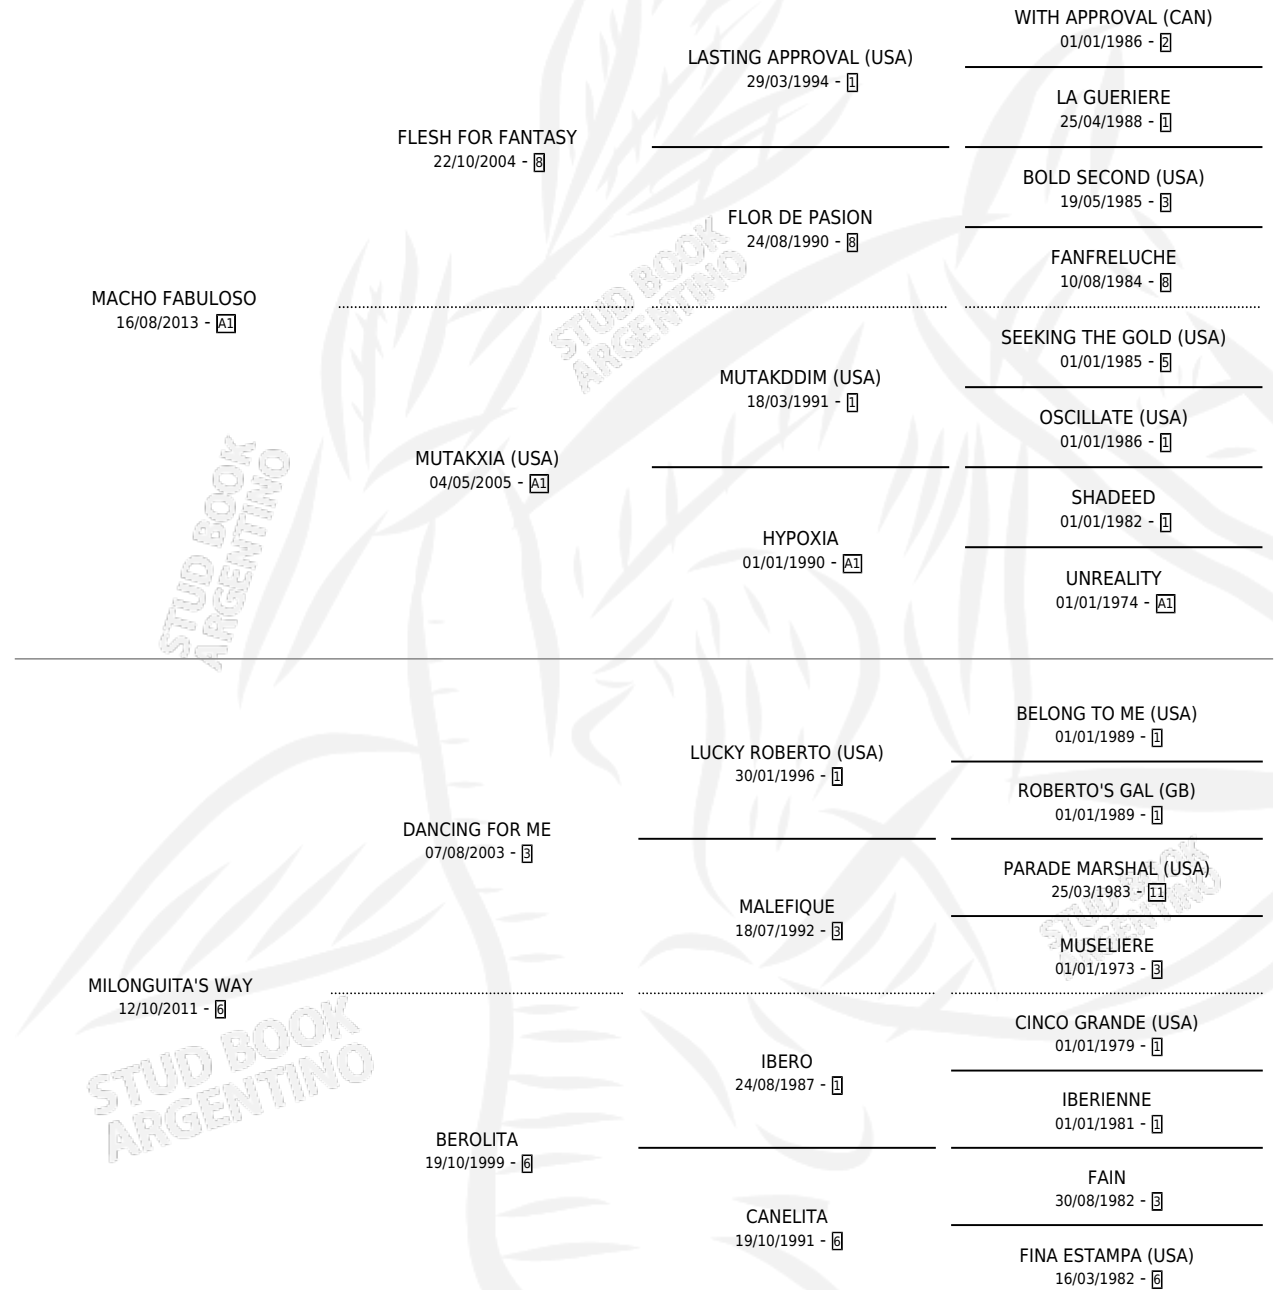 WITH APPROVAL (CAN)
01/01/1986 - 2
LASTING APPROVAL (USA)
29/03/1994 - 1
LA GUERIERE
25/04/1988 - 1
FLESH FOR FANTASY
22/10/2004 - 8
BOLD SECOND (USA)
19/05/1985 - 3
FLOR DE PASION
24/08/1990 - 8
FANFRELUCHE
10/08/1984 - 8
MACHO FABULOSO
16/08/2013 - A1
SEEKING THE GOLD (USA)
01/01/1985 - 5
MUTAKDDIM (USA)
18/03/1991 - 1
OSCILLATE (USA)
01/01/1986 - 1
MUTAKXIA (USA)
04/05/2005 - A1
SHADEED
01/01/1982 - 1
HYPOXIA
01/01/1990 - A1
UNREALITY
01/01/1974 - A1
STUD BOOK
ARGENTINO
STUD BOOK
ARGENTINO
BELONG TO ME (USA)
01/01/1989 - 1
LUCKY ROBERTO (USA)
30/01/1996 - 1
ROBERTO'S GAL (GB)
01/01/1989 - 1
DANCING FOR ME
07/08/2003 - 3
PARADE MARSHAL (USA)
25/03/1983 - 11
MALEFIQUE
18/07/1992 - 3
MUSELIERE
01/01/1973 - 3
MILONGUITA'S WAY
12/10/2011 - 6
CINCO GRANDE (USA)
01/01/1979 - 1
IBERO
24/08/1987 - 1
IBERIENNE
01/01/1981 - 1
BEROLITA
19/10/1999 - 6
FAIN
30/08/1982 - 3
CANELITA
19/10/1991 - 6
FINA ESTAMPA (USA)
16/03/1982 - 6
STUD BOOK
ARGENTINO
STUD BOOK
ARGENTINO